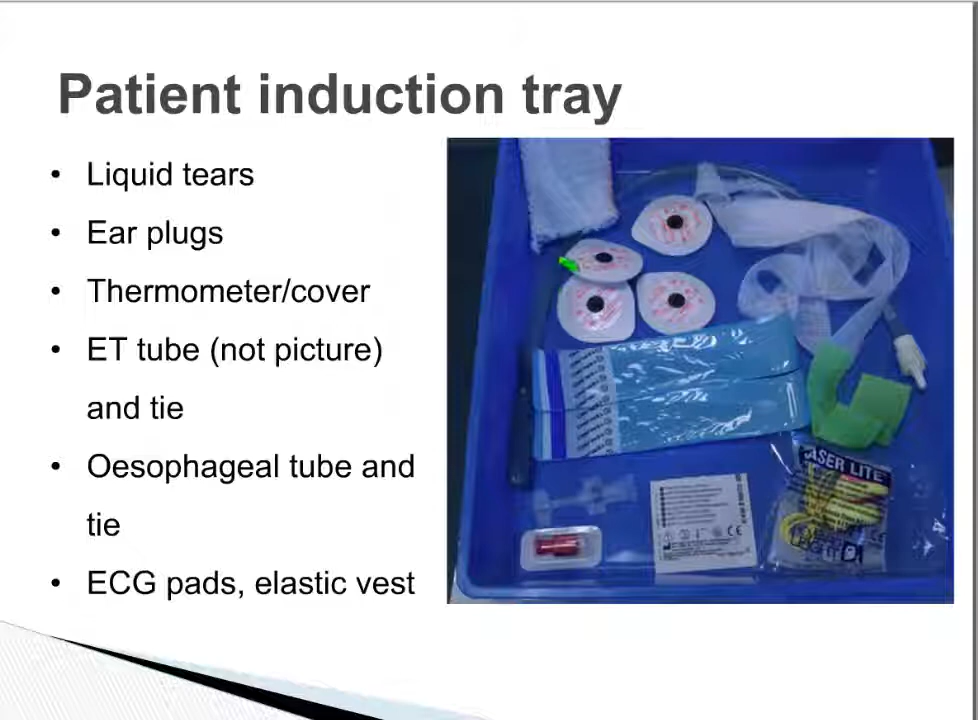 Patient induction tray
• Liquid tears
• Ear plugs
• Thermometer/cover
• ET tube (not picture)
and tie
• Oesophageal tube and
tie
• ECG pads, elastic vest
LASER LITE